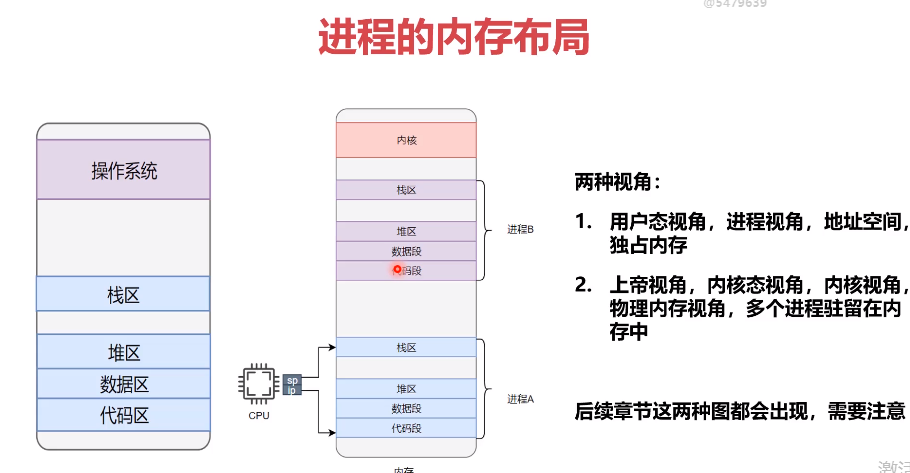 @5479639
进程的内存布局
操作系统
栈区
堆区
数据区
代码区
CPU
sp
ip
内核
栈区
堆区
数据段
码段
进程B
栈区
堆区
数据段
代码段
进程A
内存
两种视角：
1. 用户态视角，进程视角，地址空间，
独占内存
2. 上帝视角，内核态视角，内核视角，
物理内存视角，多个进程驻留在内
存中
后续章节这两种图都会出现，需要注意
激活